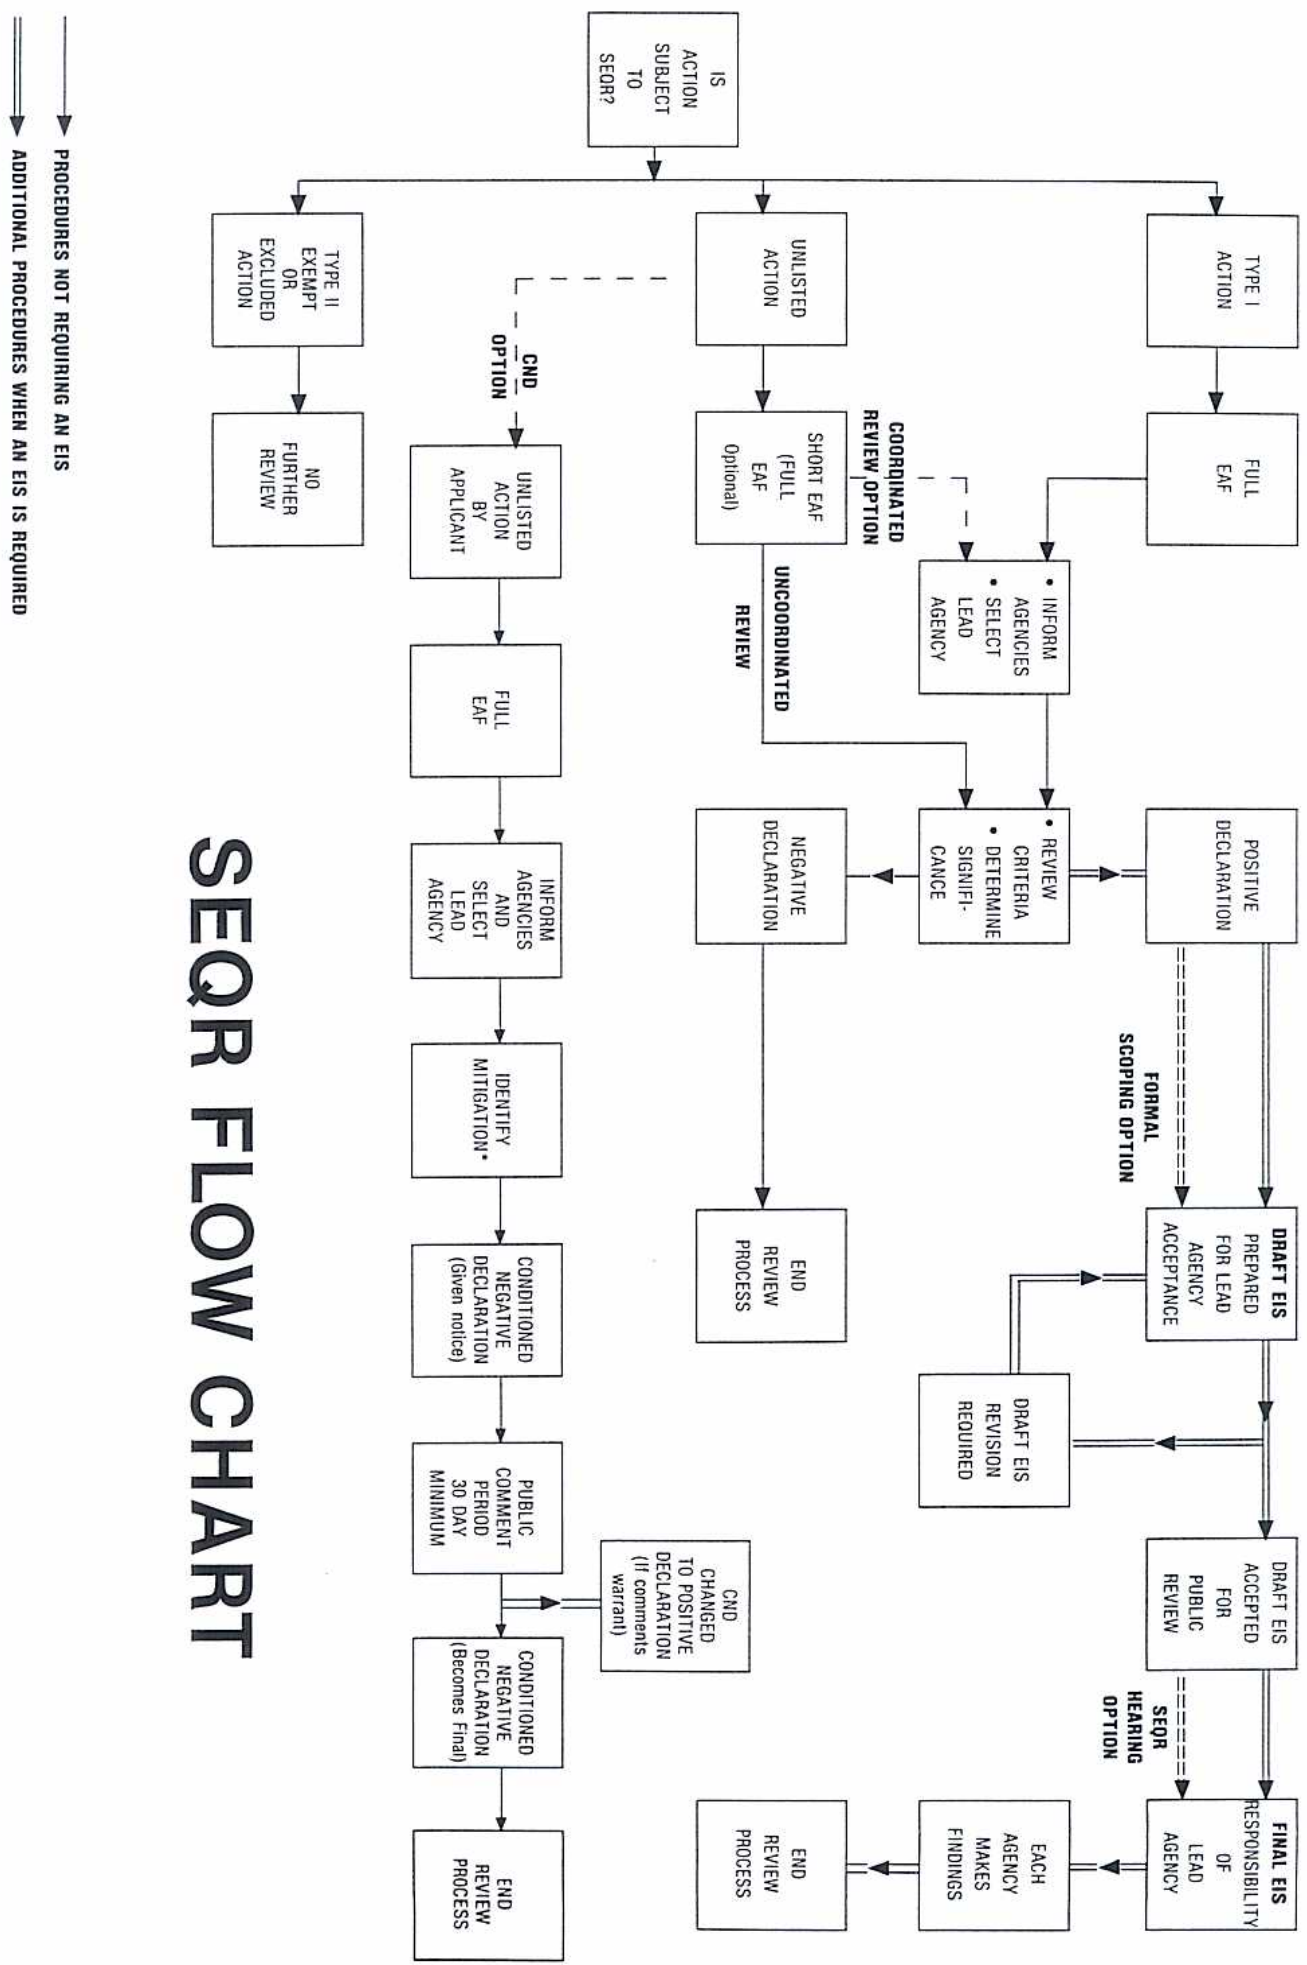 IS
ACTION
SUBJECT
TO
SEQR?
TYPE I
ACTION
FULL
EAF
• INFORM
AGENCIES
• SELECT
LEAD
AGENCY
• REVIEW
CRITERIA
• DETERMINE
SIGNIFI-
CANCE
POSITIVE
DECLARATION
FORMAL
SCOPING OPTION
DRAFT EIS
PREPARED
FOR LEAD
AGENCY
ACCEPTANCE
DRAFT EIS
REVISION
REQUIRED
DRAFT EIS
ACCEPTED
FOR
PUBLIC
REVIEW
SEQR
HEARING
OPTION
FINAL EIS
RESPONSIBILITY
OF
LEAD
AGENCY
EACH
AGENCY
MAKES
FINDINGS
END
REVIEW
PROCESS
UNLISTED
ACTION
SHORT EAF
(FULL
EAF
Optional)
COORDINATED
REVIEW OPTION
UNCOORDINATED
REVIEW
NEGATIVE
DECLARATION
END
REVIEW
PROCESS
CND
OPTION
UNLISTED
ACTION
BY
APPLICANT
FULL
EAF
INFORM
AGENCIES
AND
SELECT
LEAD
AGENCY
IDENTIFY
MITIGATION*
CONDITIONED
NEGATIVE
DECLARATION
(Given notice)
PUBLIC
COMMENT
PERIOD
30 DAY
MINIMUM
CND
CHANGED
TO POSITIVE
DECLARATION
(If comments
warrant)
CONDITIONED
NEGATIVE
DECLARATION
(Becomes Final)
END
REVIEW
PROCESS
TYPE II
EXEMPT
OR
EXCLUDED
ACTION
NO
FURTHER
REVIEW
SEQR FLOW CHART
PROCEDURES NOT REQUIRING AN EIS
ADDITIONAL PROCEDURES WHEN AN EIS IS REQUIRED